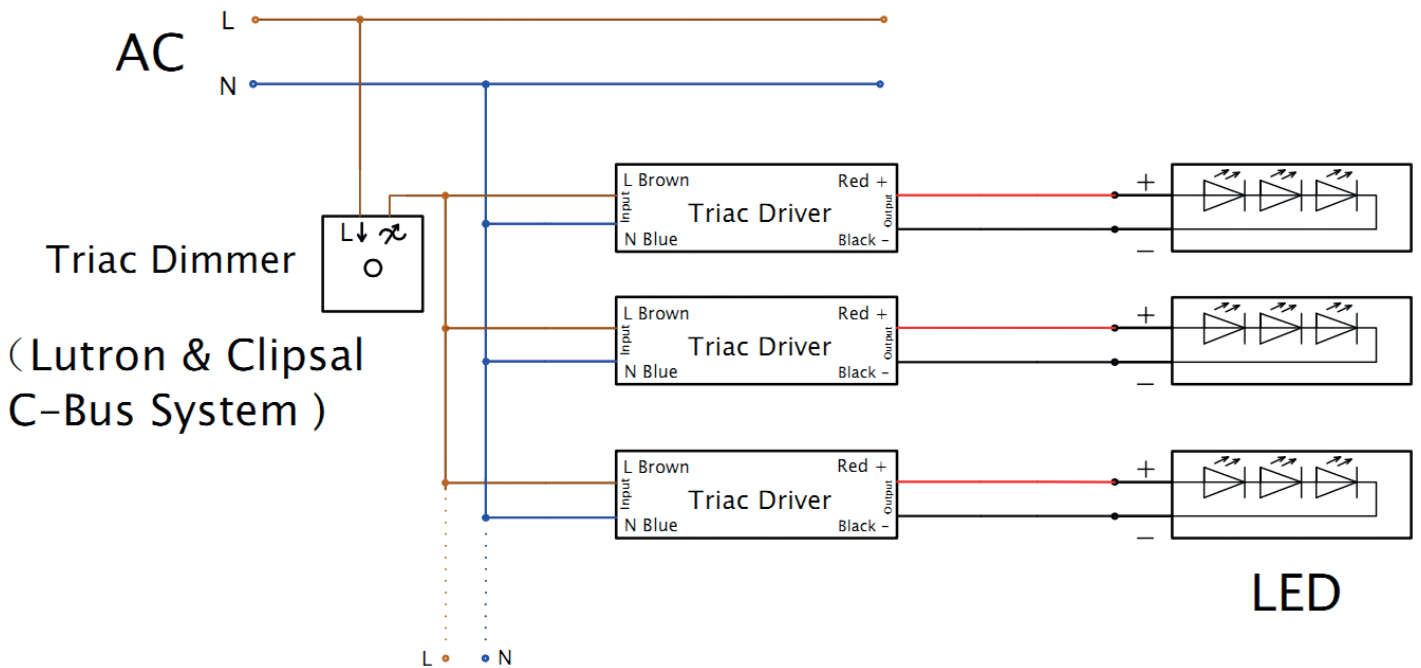 L
AC
N
L
Triac Dimmer
（Lutron & Clipsal
C-Bus System )
L Brown
Red +
Input
Triac Driver
Output
N Blue
Black -
+
—
L Brown
Red +
Input
Triac Driver
Output
N Blue
Black -
+
—
L Brown
Red +
Input
Triac Driver
Output
N Blue
Black -
+
—
LED
L
N